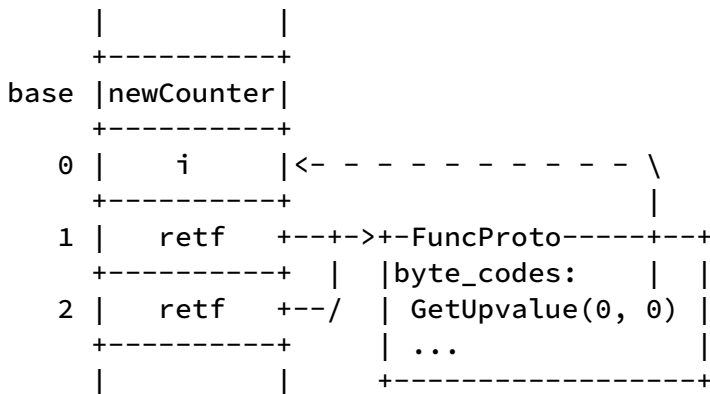 |          |
+----------+
base |newCounter|
+----------+
0 |    i     |<- - - - - - - - - - \
+----------+                      |
1 |   retf   +--+->+-FuncProto-----+--+
+----------+  |  |byte_codes:    |  |
2 |   retf   +--/  | GetUpvalue(0, 0) |
+----------+     | ...              |
|          |     +------------------+